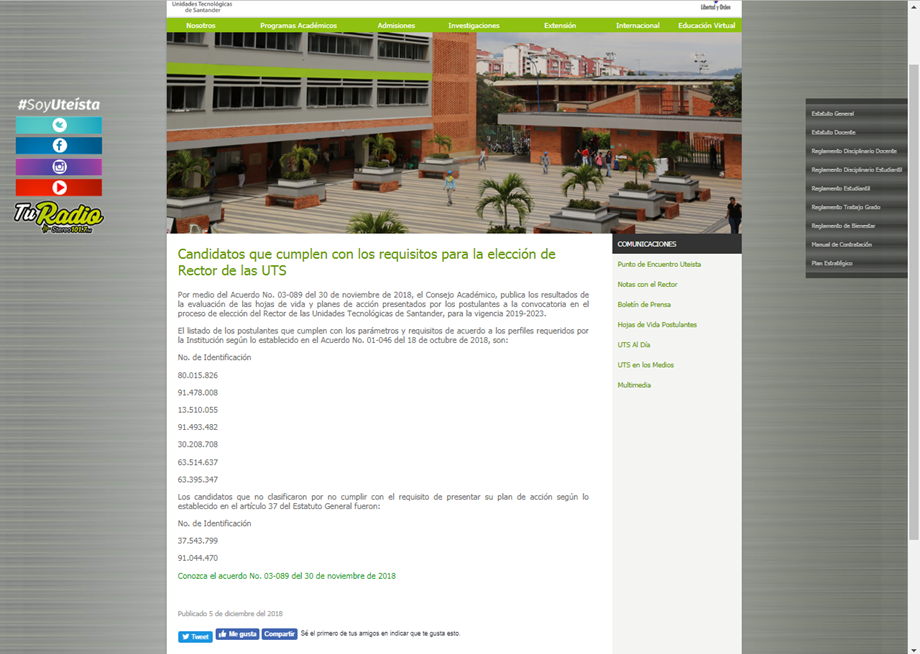 Unidades Tecnológicas
de Santander
Libertad y Orden
Nosotros
Programas Académicos
Admisiones
Investigaciones
Extensión
Internacional
Educación Virtual
#SoyUteísta
Tu Radio
Stereo 101.7
Estatuto General
Estatuto Docente
Reglamento Disciplinario Docente
Reglamento Disciplinario Estudiantil
Reglamento Estudiantil
Reglamento Trabajo Grado
Reglamento de Bienestar
Manual de Contratación
Plan Estratégico
Candidatos que cumplen con los requisitos para la elección de
Rector de las UTS
Por medio del Acuerdo No. 03-089 del 30 de noviembre de 2018, el Consejo Académico, publica los resultados de
la evaluación de las hojas de vida y planes de acción presentados por los postulantes a la convocatoria en el
proceso de elección del Rector de las Unidades Tecnológicas de Santander, para la vigencia 2019-2023.
El listado de los postulantes que cumplen con los parámetros y requisitos de acuerdo a los perfiles requeridos por
la Institución según lo establecido en el Acuerdo No. 01-046 del 18 de octubre de 2018, son:
No. de Identificación
80.015.826
91.478.008
13.510.055
91.493.482
30.208.708
63.514.637
63.395.347
Los candidatos que no clasificaron por no cumplir con el requisito de presentar su plan de acción según lo
establecido en el artículo 37 del Estatuto General fueron:
No. de Identificación
37.543.799
91.044.470
Conozca el acuerdo No. 03-089 del 30 de noviembre de 2018
Publicado 5 de diciembre del 2018
Tweet
Me gusta
Compartir
Sé el primero de tus amigos en indicar que te gusta esto.
COMUNICACIONES
Punto de Encuentro Uteista
Notas con el Rector
Boletín de Prensa
Hojas de Vida Postulantes
UTS Al Día
UTS en los Medios
Multimedia